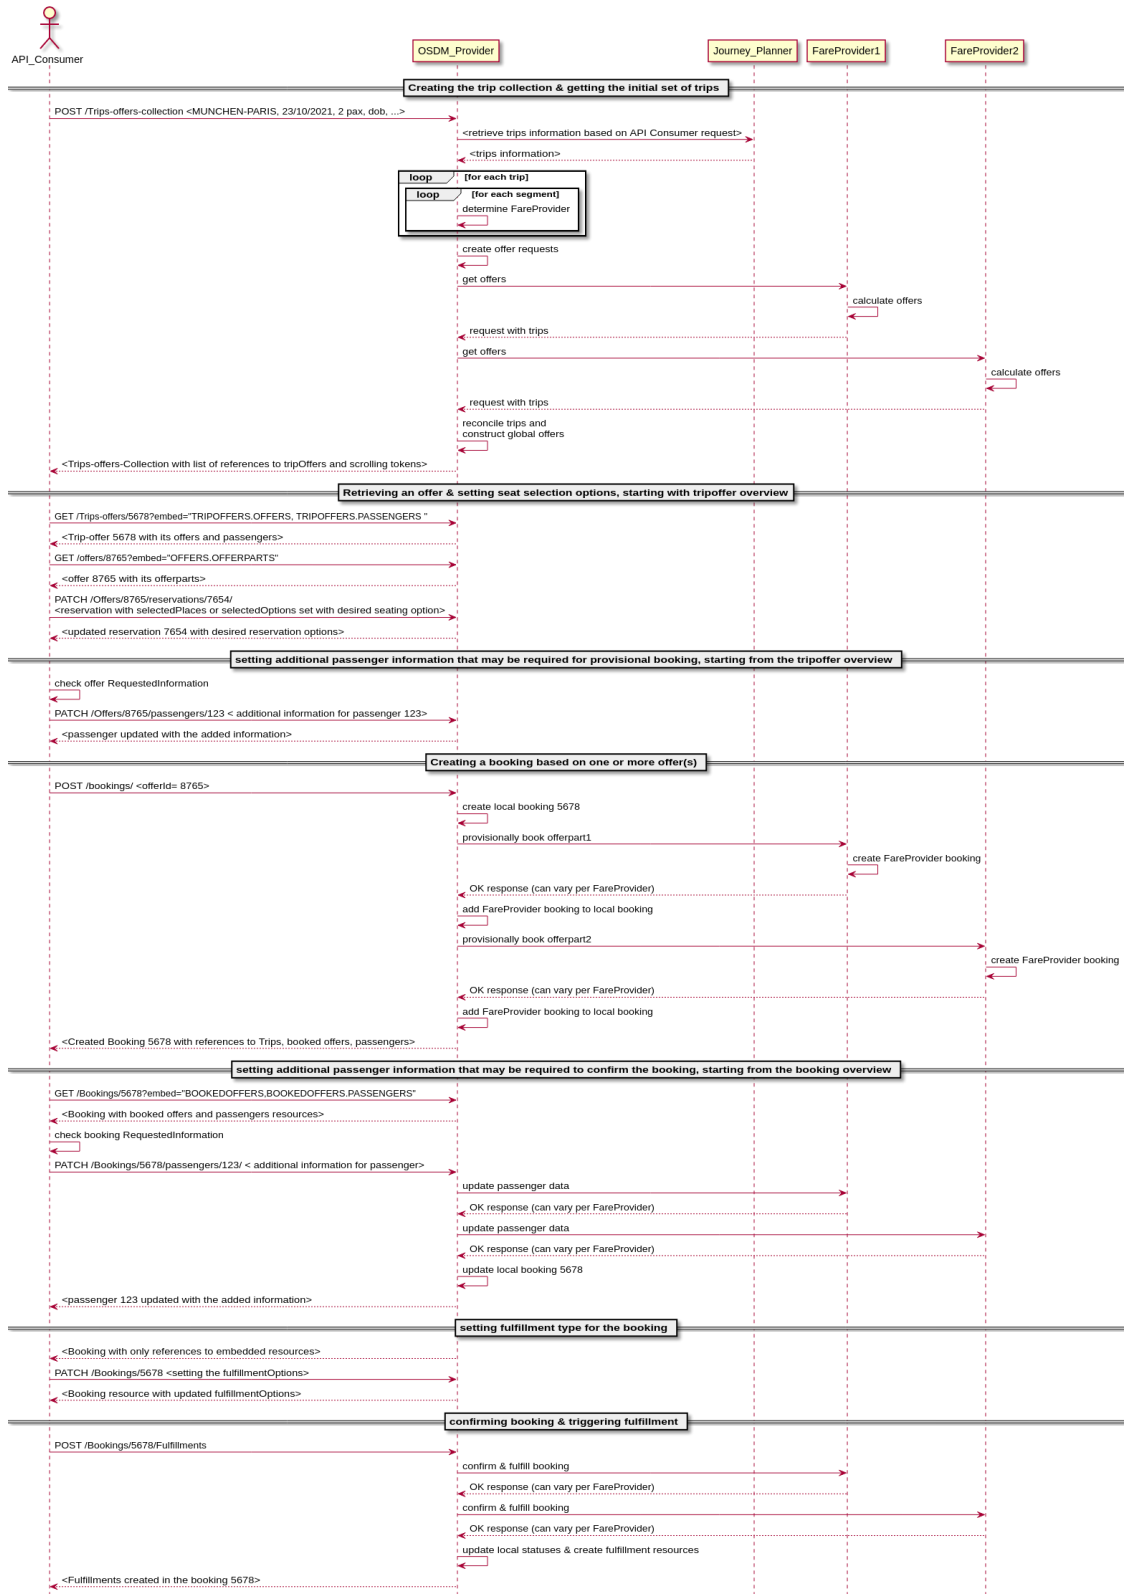 API_Consumer
OSDM_Provider
Journey_Planner
FareProvider1
FareProvider2
Creating the trip collection & getting the initial set of trips
POST /Trips-offers-collection <MUNCHEN-PARIS, 23/10/2021, 2 pax, dob, ...>
<retrieve trips information based on API Consumer request>
<trips information>
loop
[for each trip]
loop
[for each segment]
determine FareProvider
create offer requests
get offers
calculate offers
request with trips
get offers
calculate offers
request with trips
reconcile trips and
construct global offers
<Trips-offers-Collection with list of references to tripOffers and scrolling tokens>
Retrieving an offer & setting seat selection options, starting with tripoffer overview
GET /Trips-offers/5678?embed="TRIPOFFERS.OFFERS, TRIPOFFERS.PASSENGERS "
<Trip-offer 5678 with its offers and passengers>
GET /offers/8765?embed="OFFERS.OFFERPARTS"
<offer 8765 with its offerparts>
PATCH /Offers/8765/reservations/7654/
<reservation with selectedPlaces or selectedOptions set with desired seating option>
<updated reservation 7654 with desired reservation options>
setting additional passenger information that may be required for provisional booking, starting from the tripoffer overview
check offer RequestedInformation
PATCH /Offers/8765/passengers/123 < additional information for passenger 123>
<passenger updated with the added information>
Creating a booking based on one or more offer(s)
POST /bookings/ <offerId= 8765>
create local booking 5678
provisionally book offerpart1
create FareProvider booking
OK response (can vary per FareProvider)
add FareProvider booking to local booking
provisionally book offerpart2
create FareProvider booking
OK response (can vary per FareProvider)
add FareProvider booking to local booking
<Created Booking 5678 with references to Trips, booked offers, passengers>
setting additional passenger information that may be required to confirm the booking, starting from the booking overview
GET /Bookings/5678?embed="BOOKEDOFFERS,BOOKEDOFFERS.PASSENGERS"
<Booking with booked offers and passengers resources>
check booking RequestedInformation
PATCH /Bookings/5678/passengers/123/ < additional information for passenger>
update passenger data
OK response (can vary per FareProvider)
update passenger data
OK response (can vary per FareProvider)
update local booking 5678
<passenger 123 updated with the added information>
setting fulfillment type for the booking
<Booking with only references to embedded resources>
PATCH /Bookings/5678 <setting the fulfillmentOptions>
<Booking resource with updated fulfillmentOptions>
confirming booking & triggering fulfillment
POST /Bookings/5678/Fulfillments
confirm & fulfill booking
OK response (can vary per FareProvider)
confirm & fulfill booking
OK response (can vary per FareProvider)
update local statuses & create fulfillment resources
<Fulfillments created in the booking 5678>